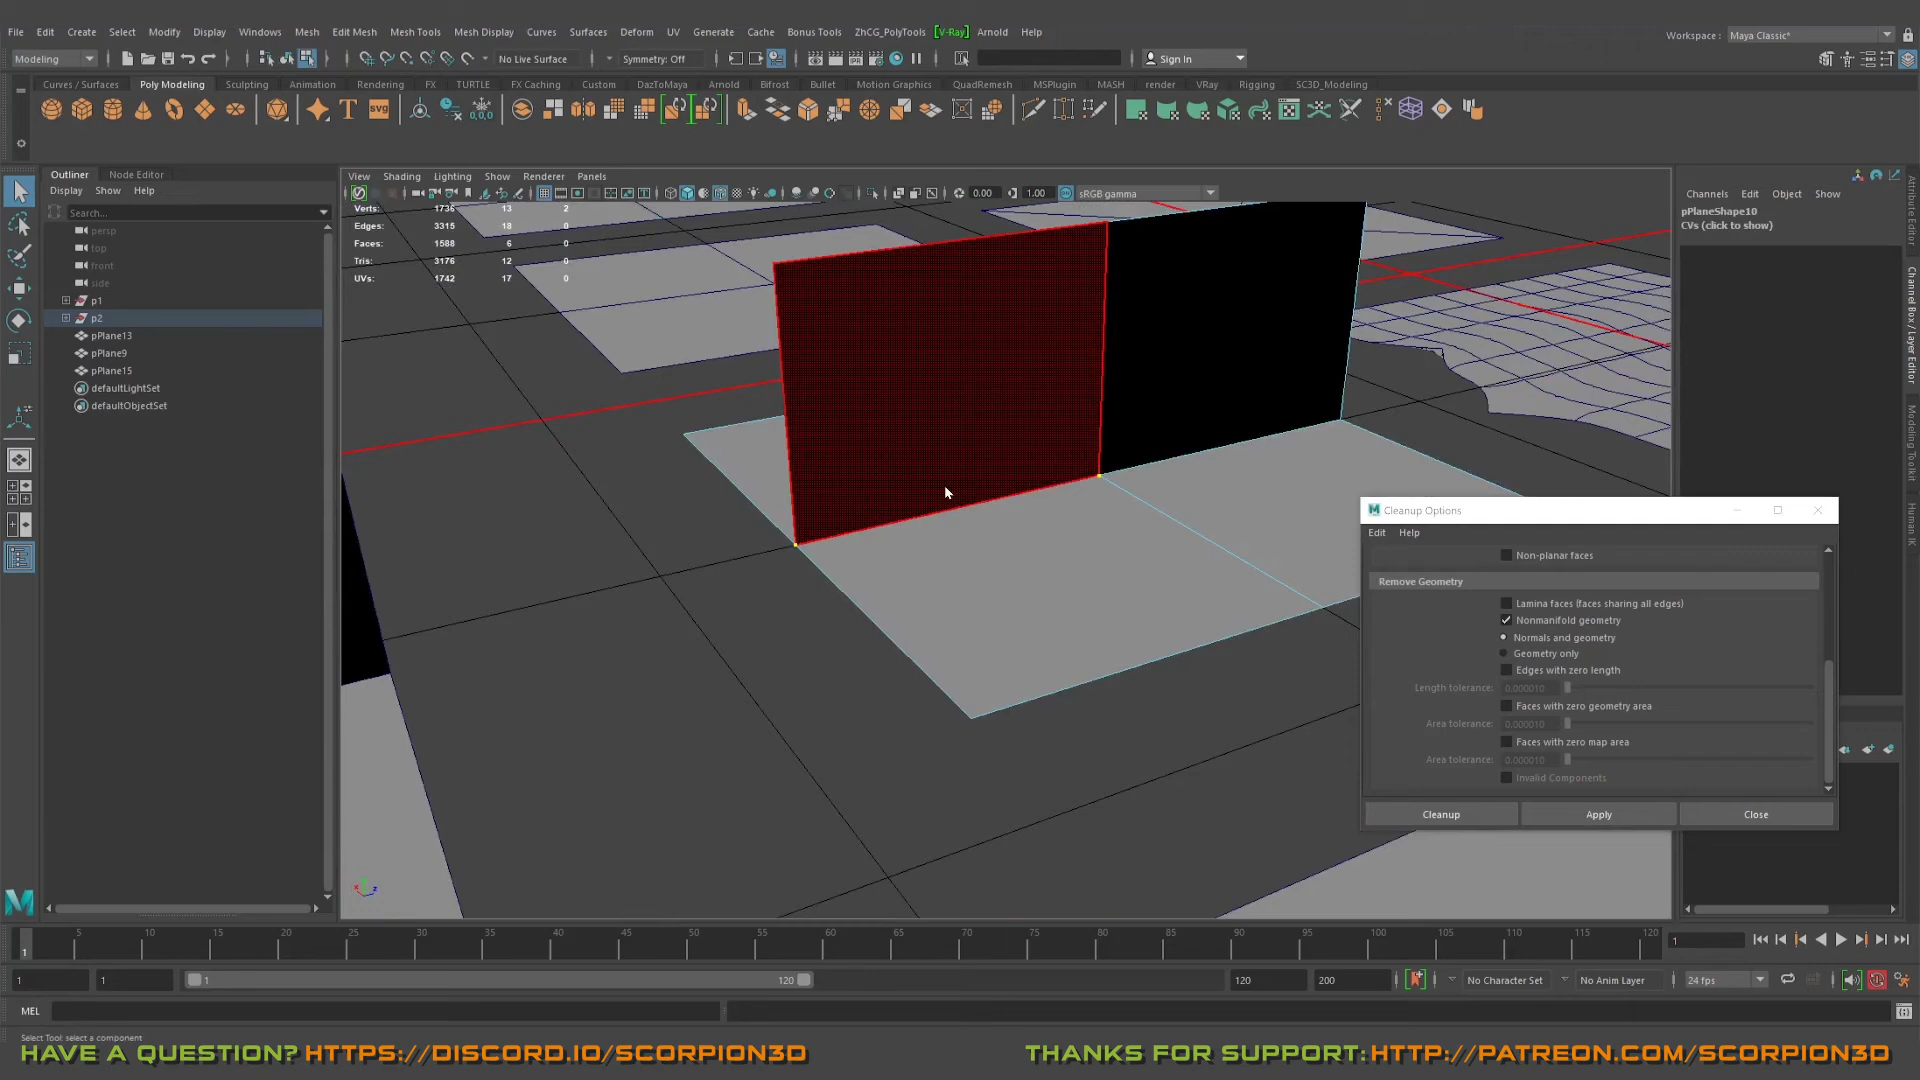 File Edit Create Select Modify Display Windows Mesh Edit Mesh Mesh Tools Mesh Display Curves Surfaces Deform UV Generate Cache Bonus Tools ZhCG_PolyTools [V-Ray] Arnold Help
Workspace : Maya Classic*
Modeling No Live Surface Symmetry: Off Sign In
Curves / Surfaces Poly Modeling Sculpting Rigging Animation Rendering FX TURTLE FX Caching Custom DazToMaya Arnold Bifrost Bullet Motion Graphics QuadRemesh MSPlugin MASH render VRay Rigging SC3D_Modeling
Outliner Node Editor
Display Show Help
Search...
persp
top
front
side
p1
p2
pPlane13
pPlane9
pPlane15
defaultLightSet
defaultObjectSet
View Shading Lighting Show Renderer Panels
0.00 1.00 sRGB gamma
Verts: 1736 13 2
Edges: 3315 18 0
Faces: 1588 6 0
Tris: 3176 12 0
UVs: 1742 17 0
Channels Edit Object Show
pPlaneShape10
CVs (click to show)
Attribute Editor
Channel Box / Layer Editor
Modeling Toolkit
Human IK
Cleanup Options
Edit Help
Non-planar faces
Remove Geometry
Lamina faces (faces sharing all edges)
Nonmanifold geometry
Normals and geometry
Geometry only
Edges with zero length
Length tolerance: 0.000010
Faces with zero geometry area
Area tolerance: 0.000010
Faces with zero map area
Area tolerance: 0.000010
Invalid Components
Cleanup Apply Close
5 10 15 20 25 30 35 40 45 50 55 60 65 70 75 80 85 90 95 100 105 110 115 120
1 1
1 1 1 120 120 200 No Character Set No Anim Layer 24 fps
MEL
Select Tool: select a component
HAVE A QUESTION? HTTPS://DISCORD.IO/SCORPION3D THANKS FOR SUPPORT:HTTP://PATREON.COM/SCORPION3D